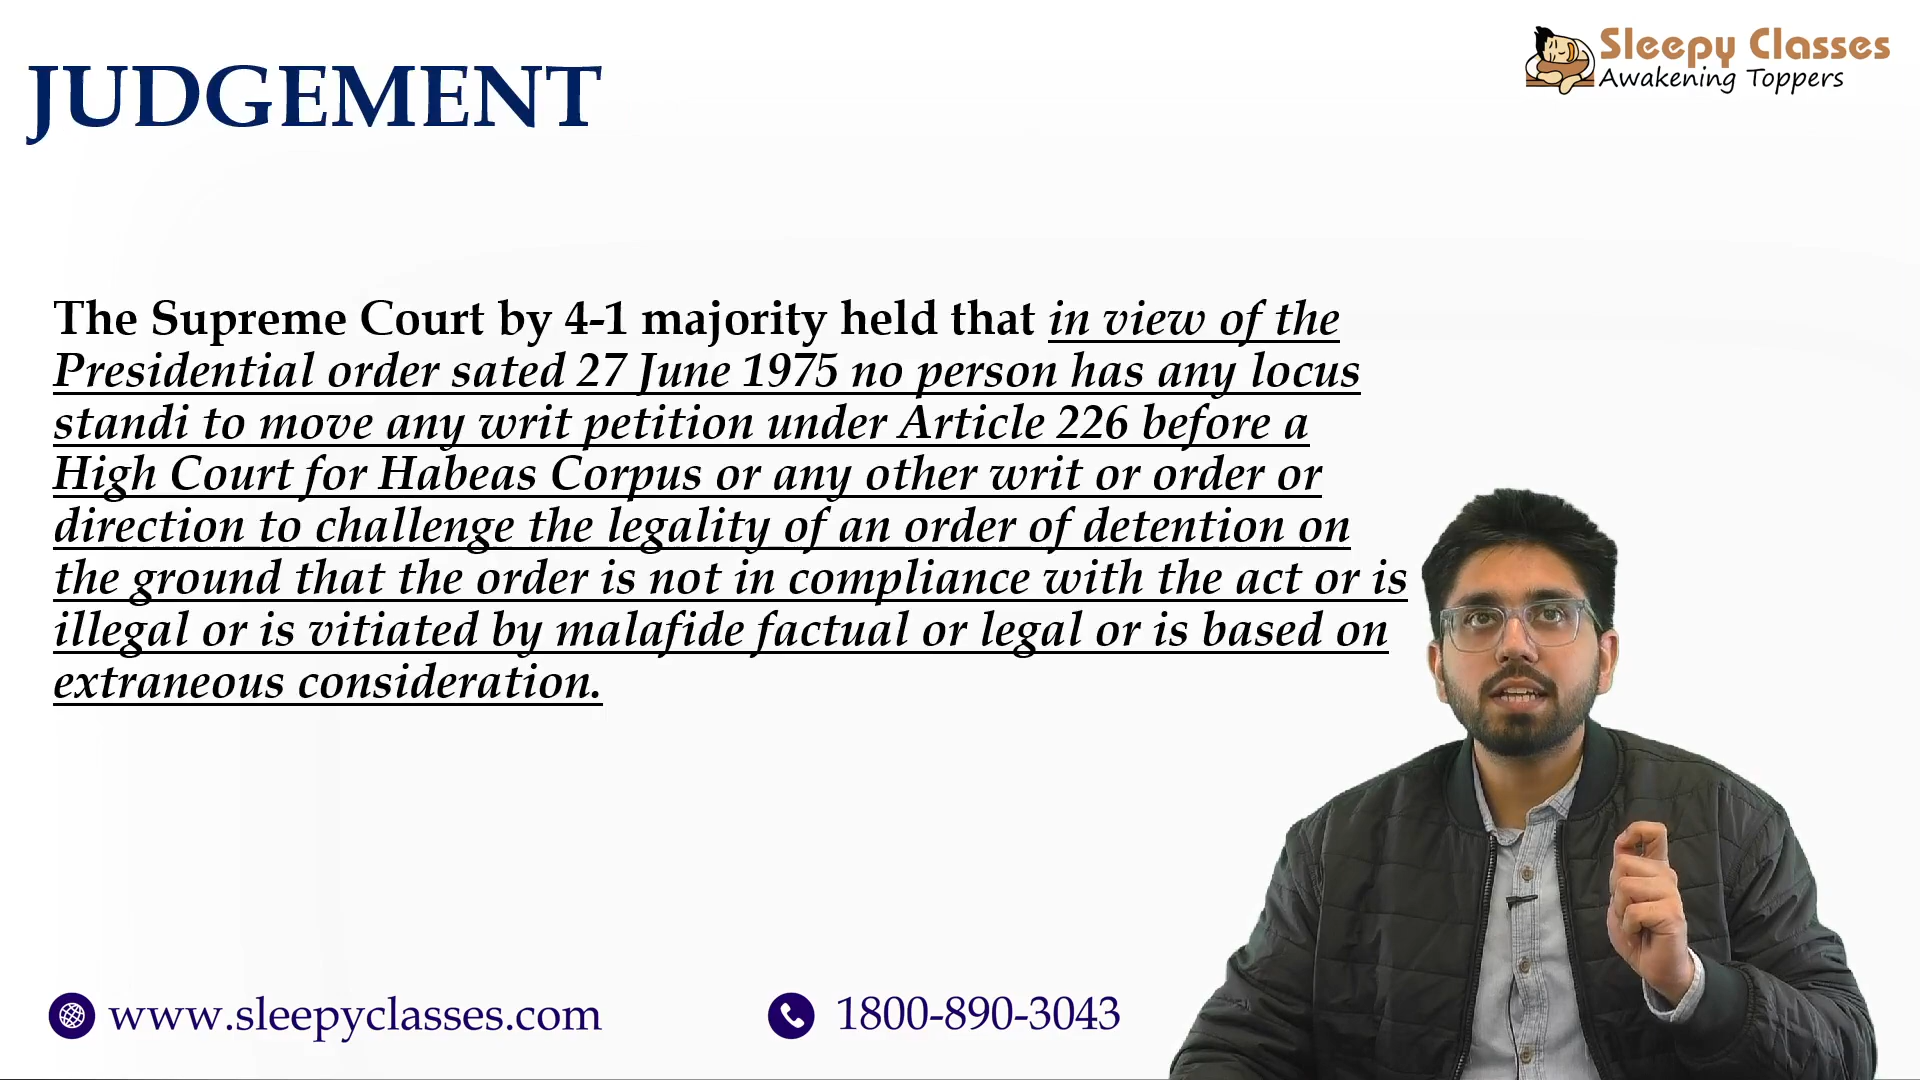 JUDGEMENT
Sleepy Classes
Awakening Toppers
The Supreme Court by 4-1 majority held that in view of the
Presidential order sated 27 June 1975 no person has any locus
standi to move any writ petition under Article 226 before a
High Court for Habeas Corpus or any other writ or order or
direction to challenge the legality of an order of detention on
the ground that the order is not in compliance with the act or is
illegal or is vitiated by malafide factual or legal or is based on
extraneous consideration.
www.sleepyclasses.com
1800-890-3043